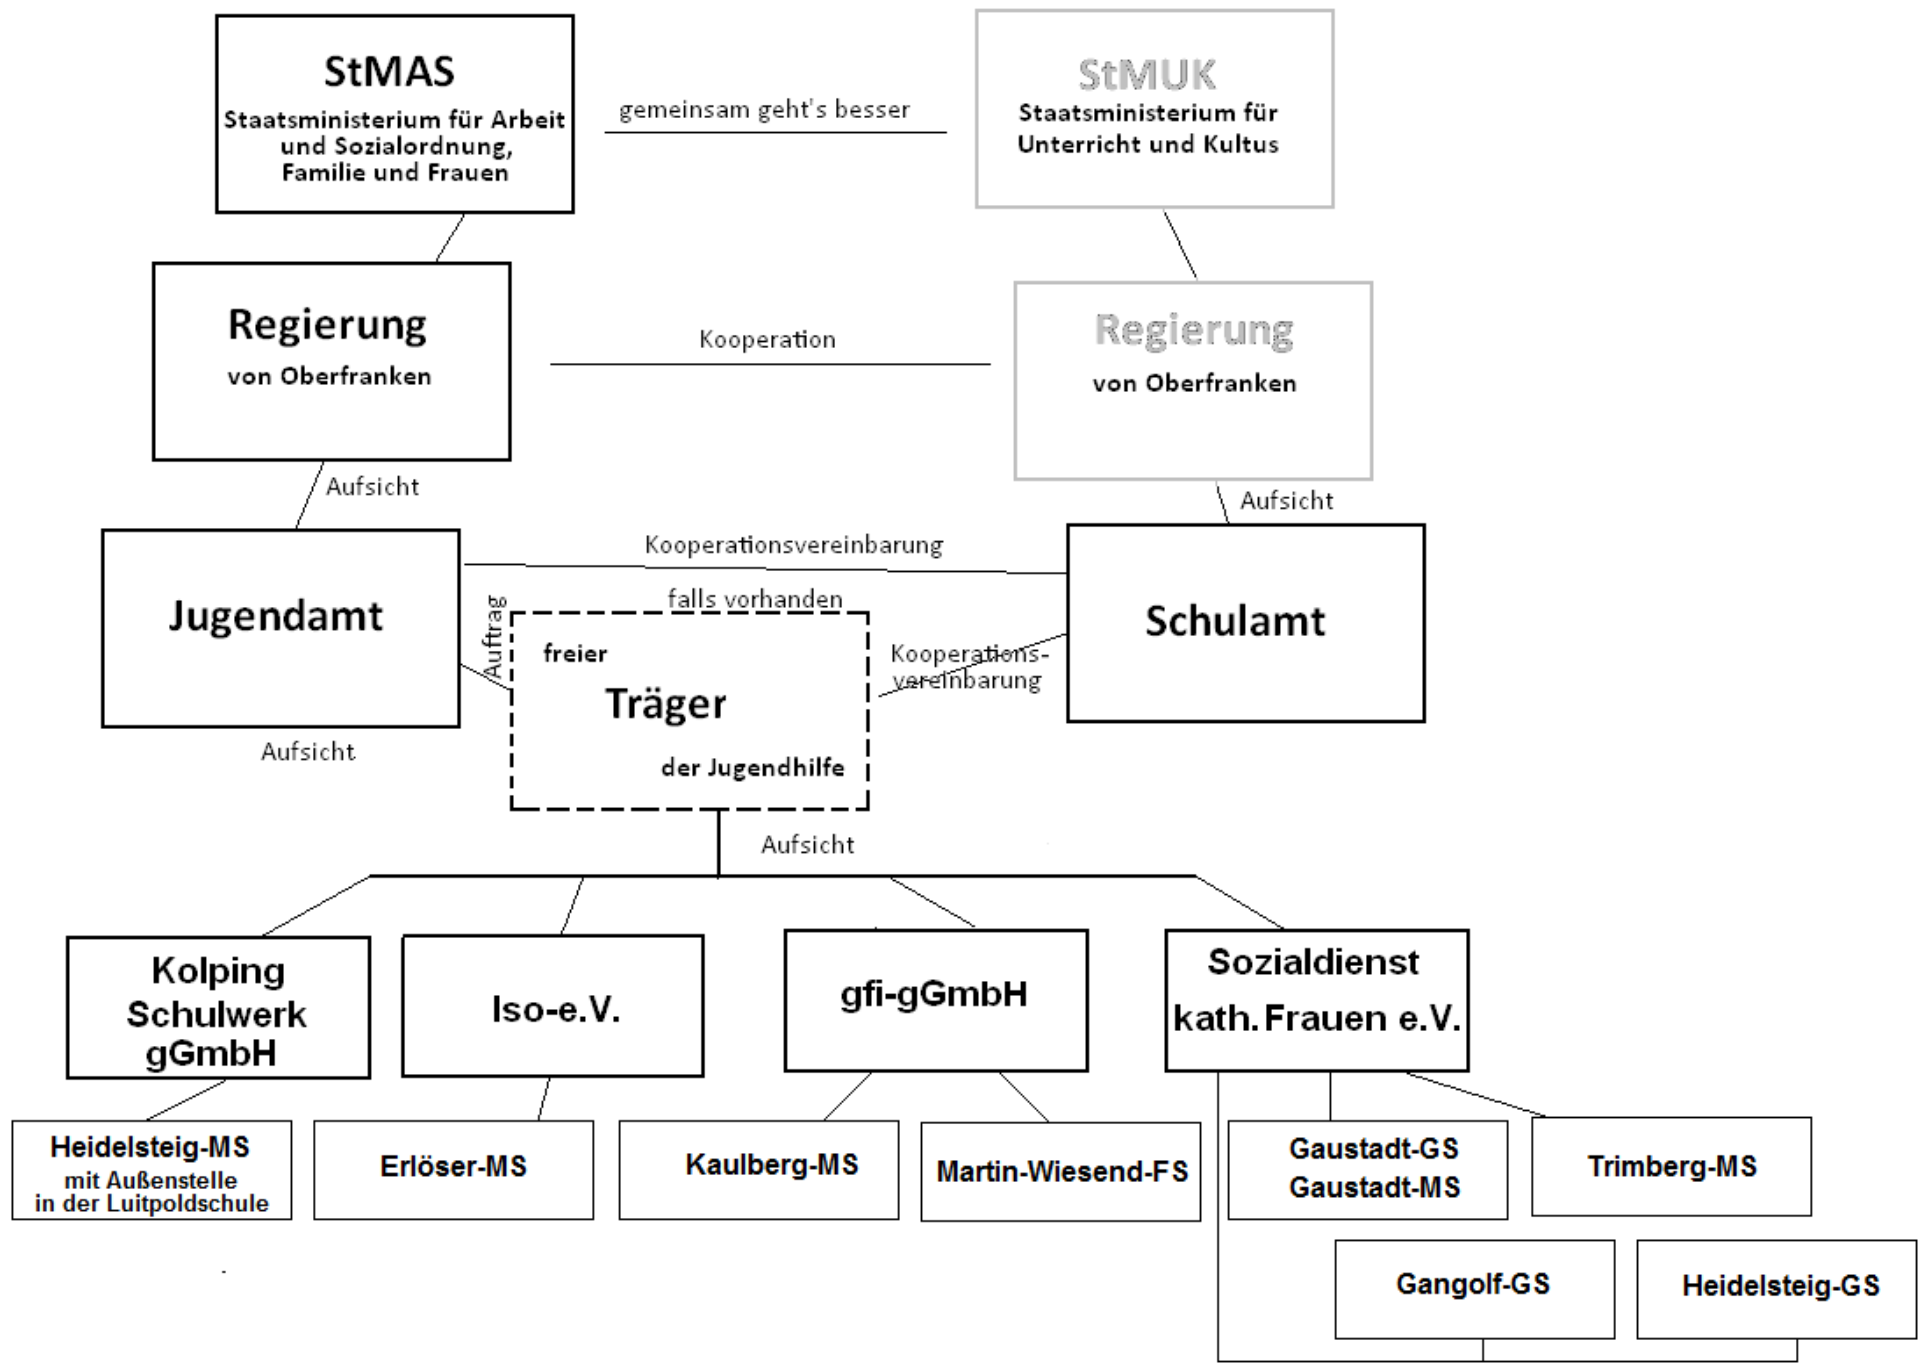 StMAS
Staatsministerium für Arbeit
und Sozialordnung,
Familie und Frauen
gemeinsam geht's besser
StMUK
Staatsministerium für
Unterricht und Kultus
Regierung
von Oberfranken
Kooperation
Regierung
von Oberfranken
Aufsicht
Aufsicht
Jugendamt
Kooperationsvereinbarung
Schulamt
falls vorhanden
Auftrag
freier
Träger
der Jugendhilfe
Kooperations-
vereinbarung
Aufsicht
Aufsicht
Kolping
Schulwerk
gGmbH
Iso-e.V.
gfi-gGmbH
Sozialdienst
kath. Frauen e.V.
Heidelsteig-MS
mit Außenstelle
in der Luitpoldschule
Erlöser-MS
Kaulberg-MS
Martin-Wiesend-FS
Gaustadt-GS
Gaustadt-MS
Trimberg-MS
Gangolf-GS
Heidelsteig-GS